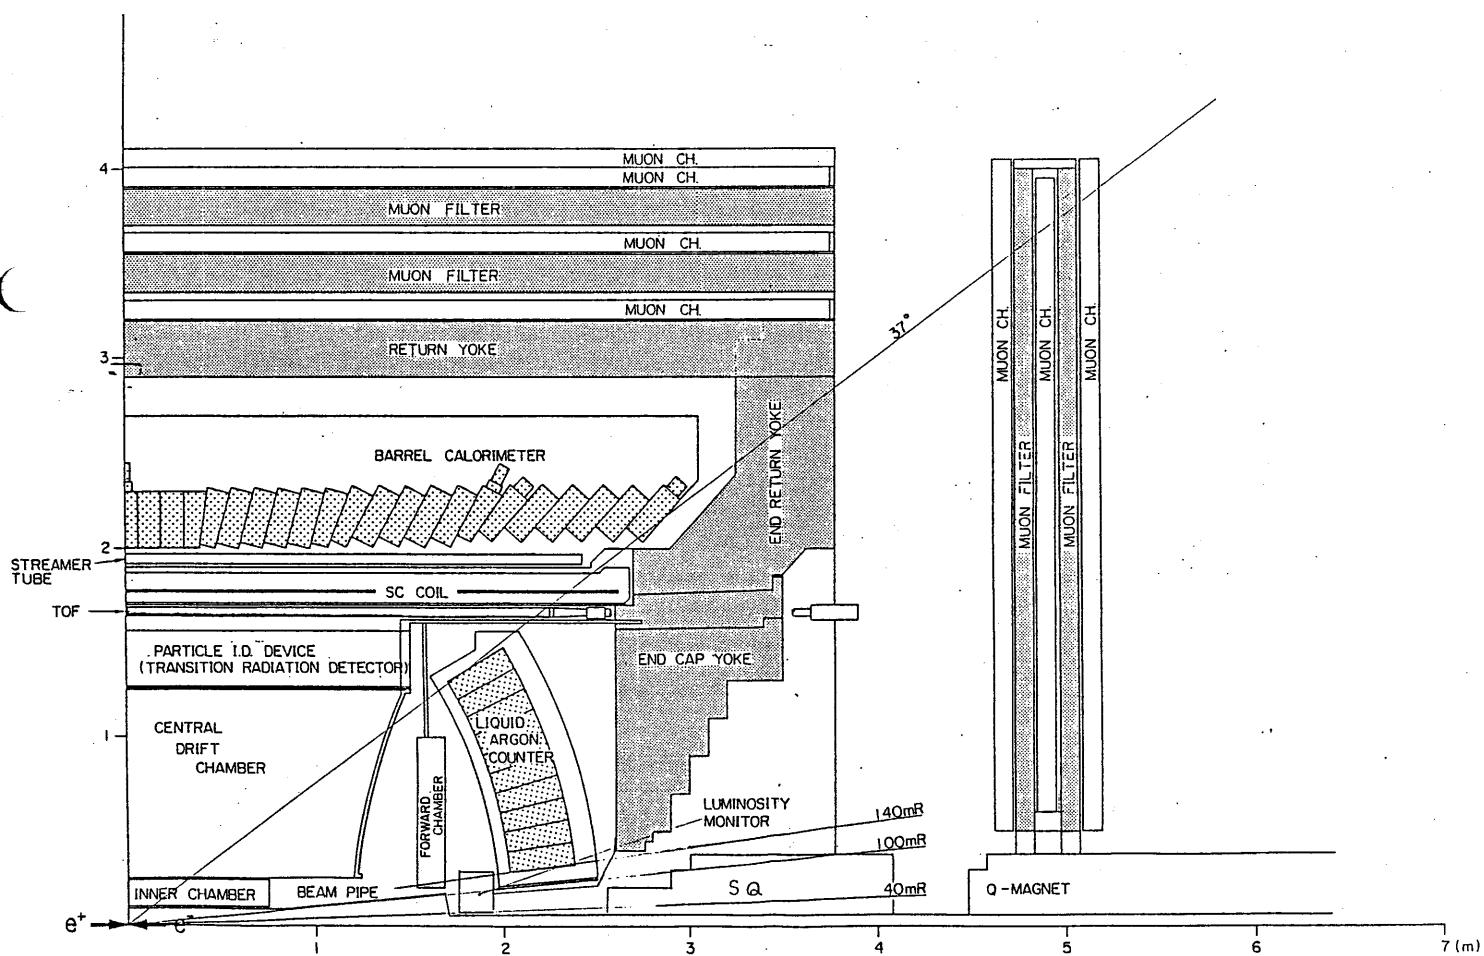 4
MUON CH.
MUON CH.
MUON FILTER
MUON CH.
MUON FILTER
MUON CH.
RETURN YOKE
3
37°
MUON CH.
MUON CH.
MUON CH.
MUON FILTER
MUON FILTER
END RETURN YOKE
BARREL CALORIMETER
2
STREAMER
TUBE
SC COIL
TOF
PARTICLE I.D. DEVICE
(TRANSITION RADIATION DETECTOR)
END CAP YOKE
1
CENTRAL
DRIFT
CHAMBER
LIQUID
ARGON
COUNTER
FORWARD
CHAMBER
LUMINOSITY
MONITOR
140mR
100mR
40mR
INNER CHAMBER
BEAM PIPE
SQ
Q-MAGNET
e+
e-
1
2
3
4
5
6
7 (m)